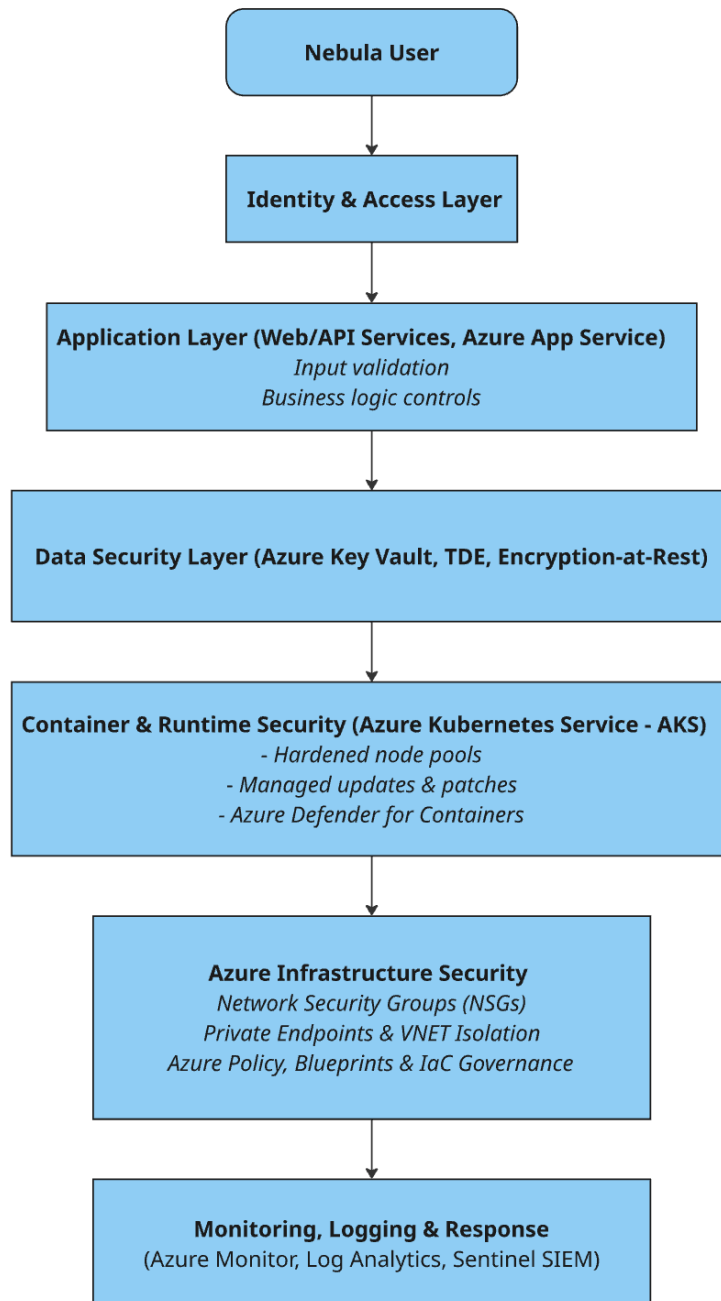 Nebula User
Identity & Access Layer
Application Layer (Web/API Services, Azure App Service)
Input validation
Business logic controls
Data Security Layer (Azure Key Vault, TDE, Encryption-at-Rest)
Container & Runtime Security (Azure Kubernetes Service - AKS)
- Hardened node pools
- Managed updates & patches
- Azure Defender for Containers
Azure Infrastructure Security
Network Security Groups (NSGs)
Private Endpoints & VNET Isolation
Azure Policy, Blueprints & IaC Governance
Monitoring, Logging & Response
(Azure Monitor, Log Analytics, Sentinel SIEM)